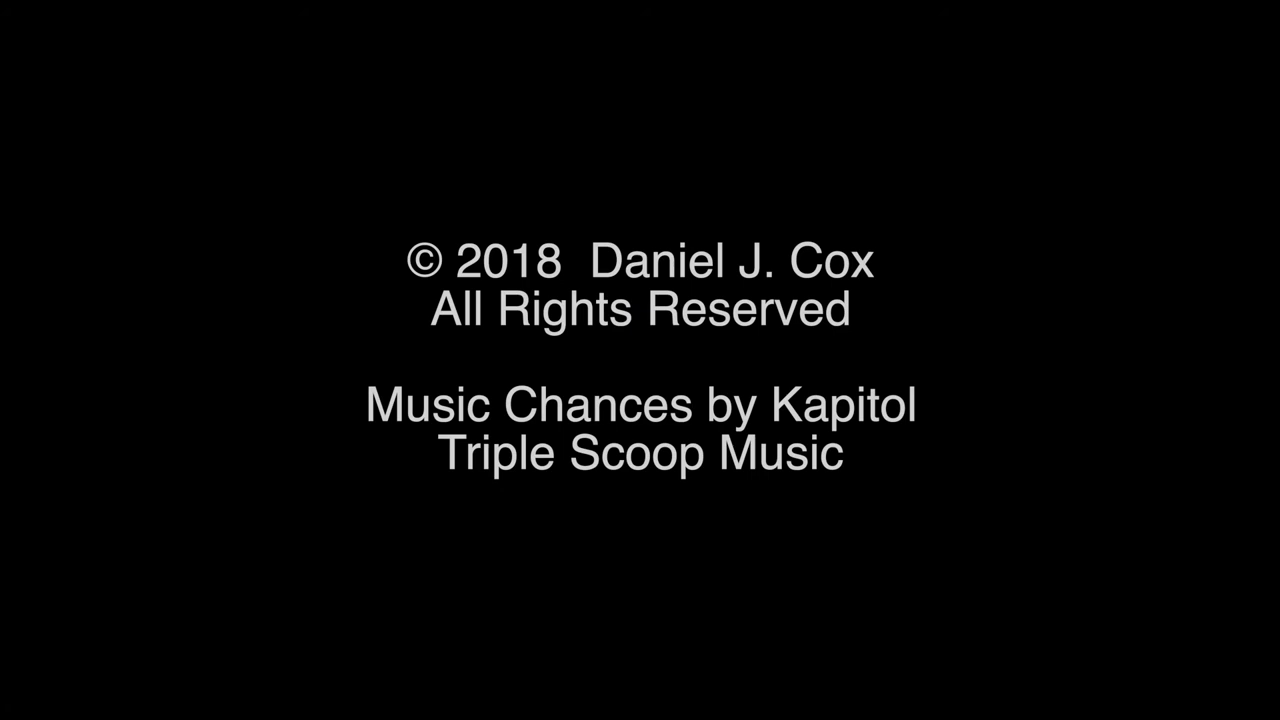 © 2018  Daniel J. Cox
All Rights Reserved
Music Chances by Kapitol
Triple Scoop Music